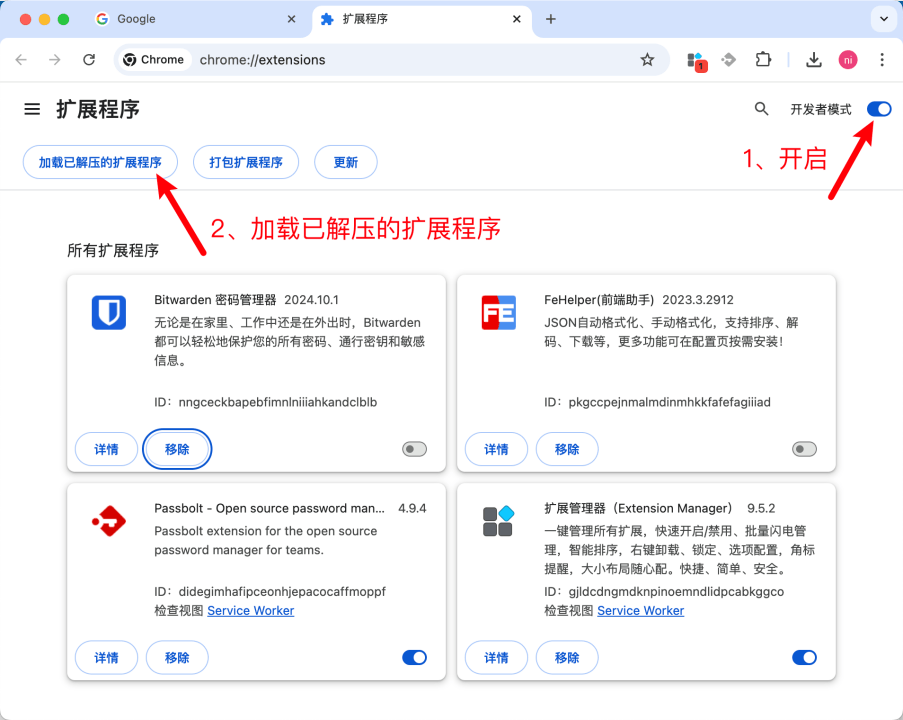 Google
扩展程序
Chrome
chrome://extensions
1
ni
扩展程序
开发者模式
加载已解压的扩展程序
打包扩展程序
更新
1、开启
2、加载已解压的扩展程序
所有扩展程序
Bitwarden 密码管理器 2024.10.1
无论是在家里、工作中还是在外出时，Bitwarden
都可以轻松地保护您的所有密码、通行密钥和敏感
信息。
ID：nngceckbapebfimnlniiiahkandclblb
详情
移除
FE
FeHelper(前端助手) 2023.3.2912
JSON自动格式化、手动格式化，支持排序、解
码、下载等，更多功能可在配置页按需安装！
ID：pkgccpejnmalmdinmhkkfafefagiiiad
详情
移除
Passbolt - Open source password man... 4.9.4
Passbolt extension for the open source
password manager for teams.
ID：didegimhafipceonhjepacocaffmoppf
检查视图 Service Worker
详情
移除
扩展管理器（Extension Manager） 9.5.2
一键管理所有扩展，快速开启/禁用、批量闪电管
理，智能排序，右键卸载、锁定、选项配置，角标
提醒，大小布局随心配。快捷、简单、安全。
ID：gjldcdngmdknpinoemndlidpcabkggco
检查视图 Service Worker
详情
移除